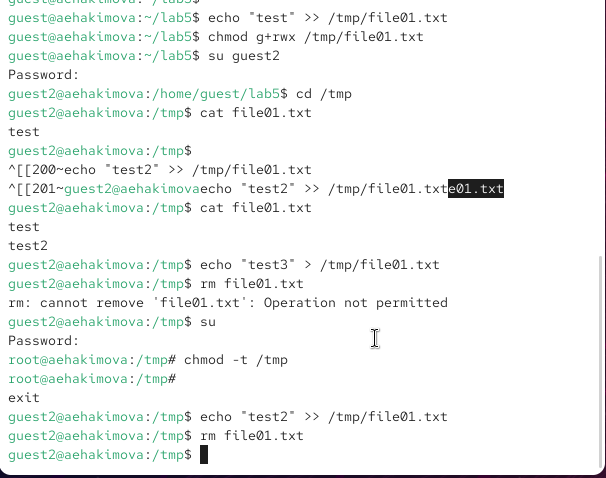 guest@aehakimova:~/lab5$ echo "test" >> /tmp/file01.txt
guest@aehakimova:~/lab5$ chmod g+rwx /tmp/file01.txt
guest@aehakimova:~/lab5$ su guest2
Password:
guest2@aehakimova:/home/guest/lab5$ cd /tmp
guest2@aehakimova:/tmp$ cat file01.txt
test
guest2@aehakimova:/tmp$
^[[200~echo "test2" >> /tmp/file01.txt
^[[201~guest2@aehakimovaecho "test2" >> /tmp/file01.txte01.txt
guest2@aehakimova:/tmp$ cat file01.txt
test
test2
guest2@aehakimova:/tmp$ echo "test3" > /tmp/file01.txt
guest2@aehakimova:/tmp$ rm file01.txt
rm: cannot remove 'file01.txt': Operation not permitted
guest2@aehakimova:/tmp$ su
Password:
root@aehakimova:/tmp# chmod -t /tmp
root@aehakimova:/tmp#
exit
guest2@aehakimova:/tmp$ echo "test2" >> /tmp/file01.txt
guest2@aehakimova:/tmp$ rm file01.txt
guest2@aehakimova:/tmp$